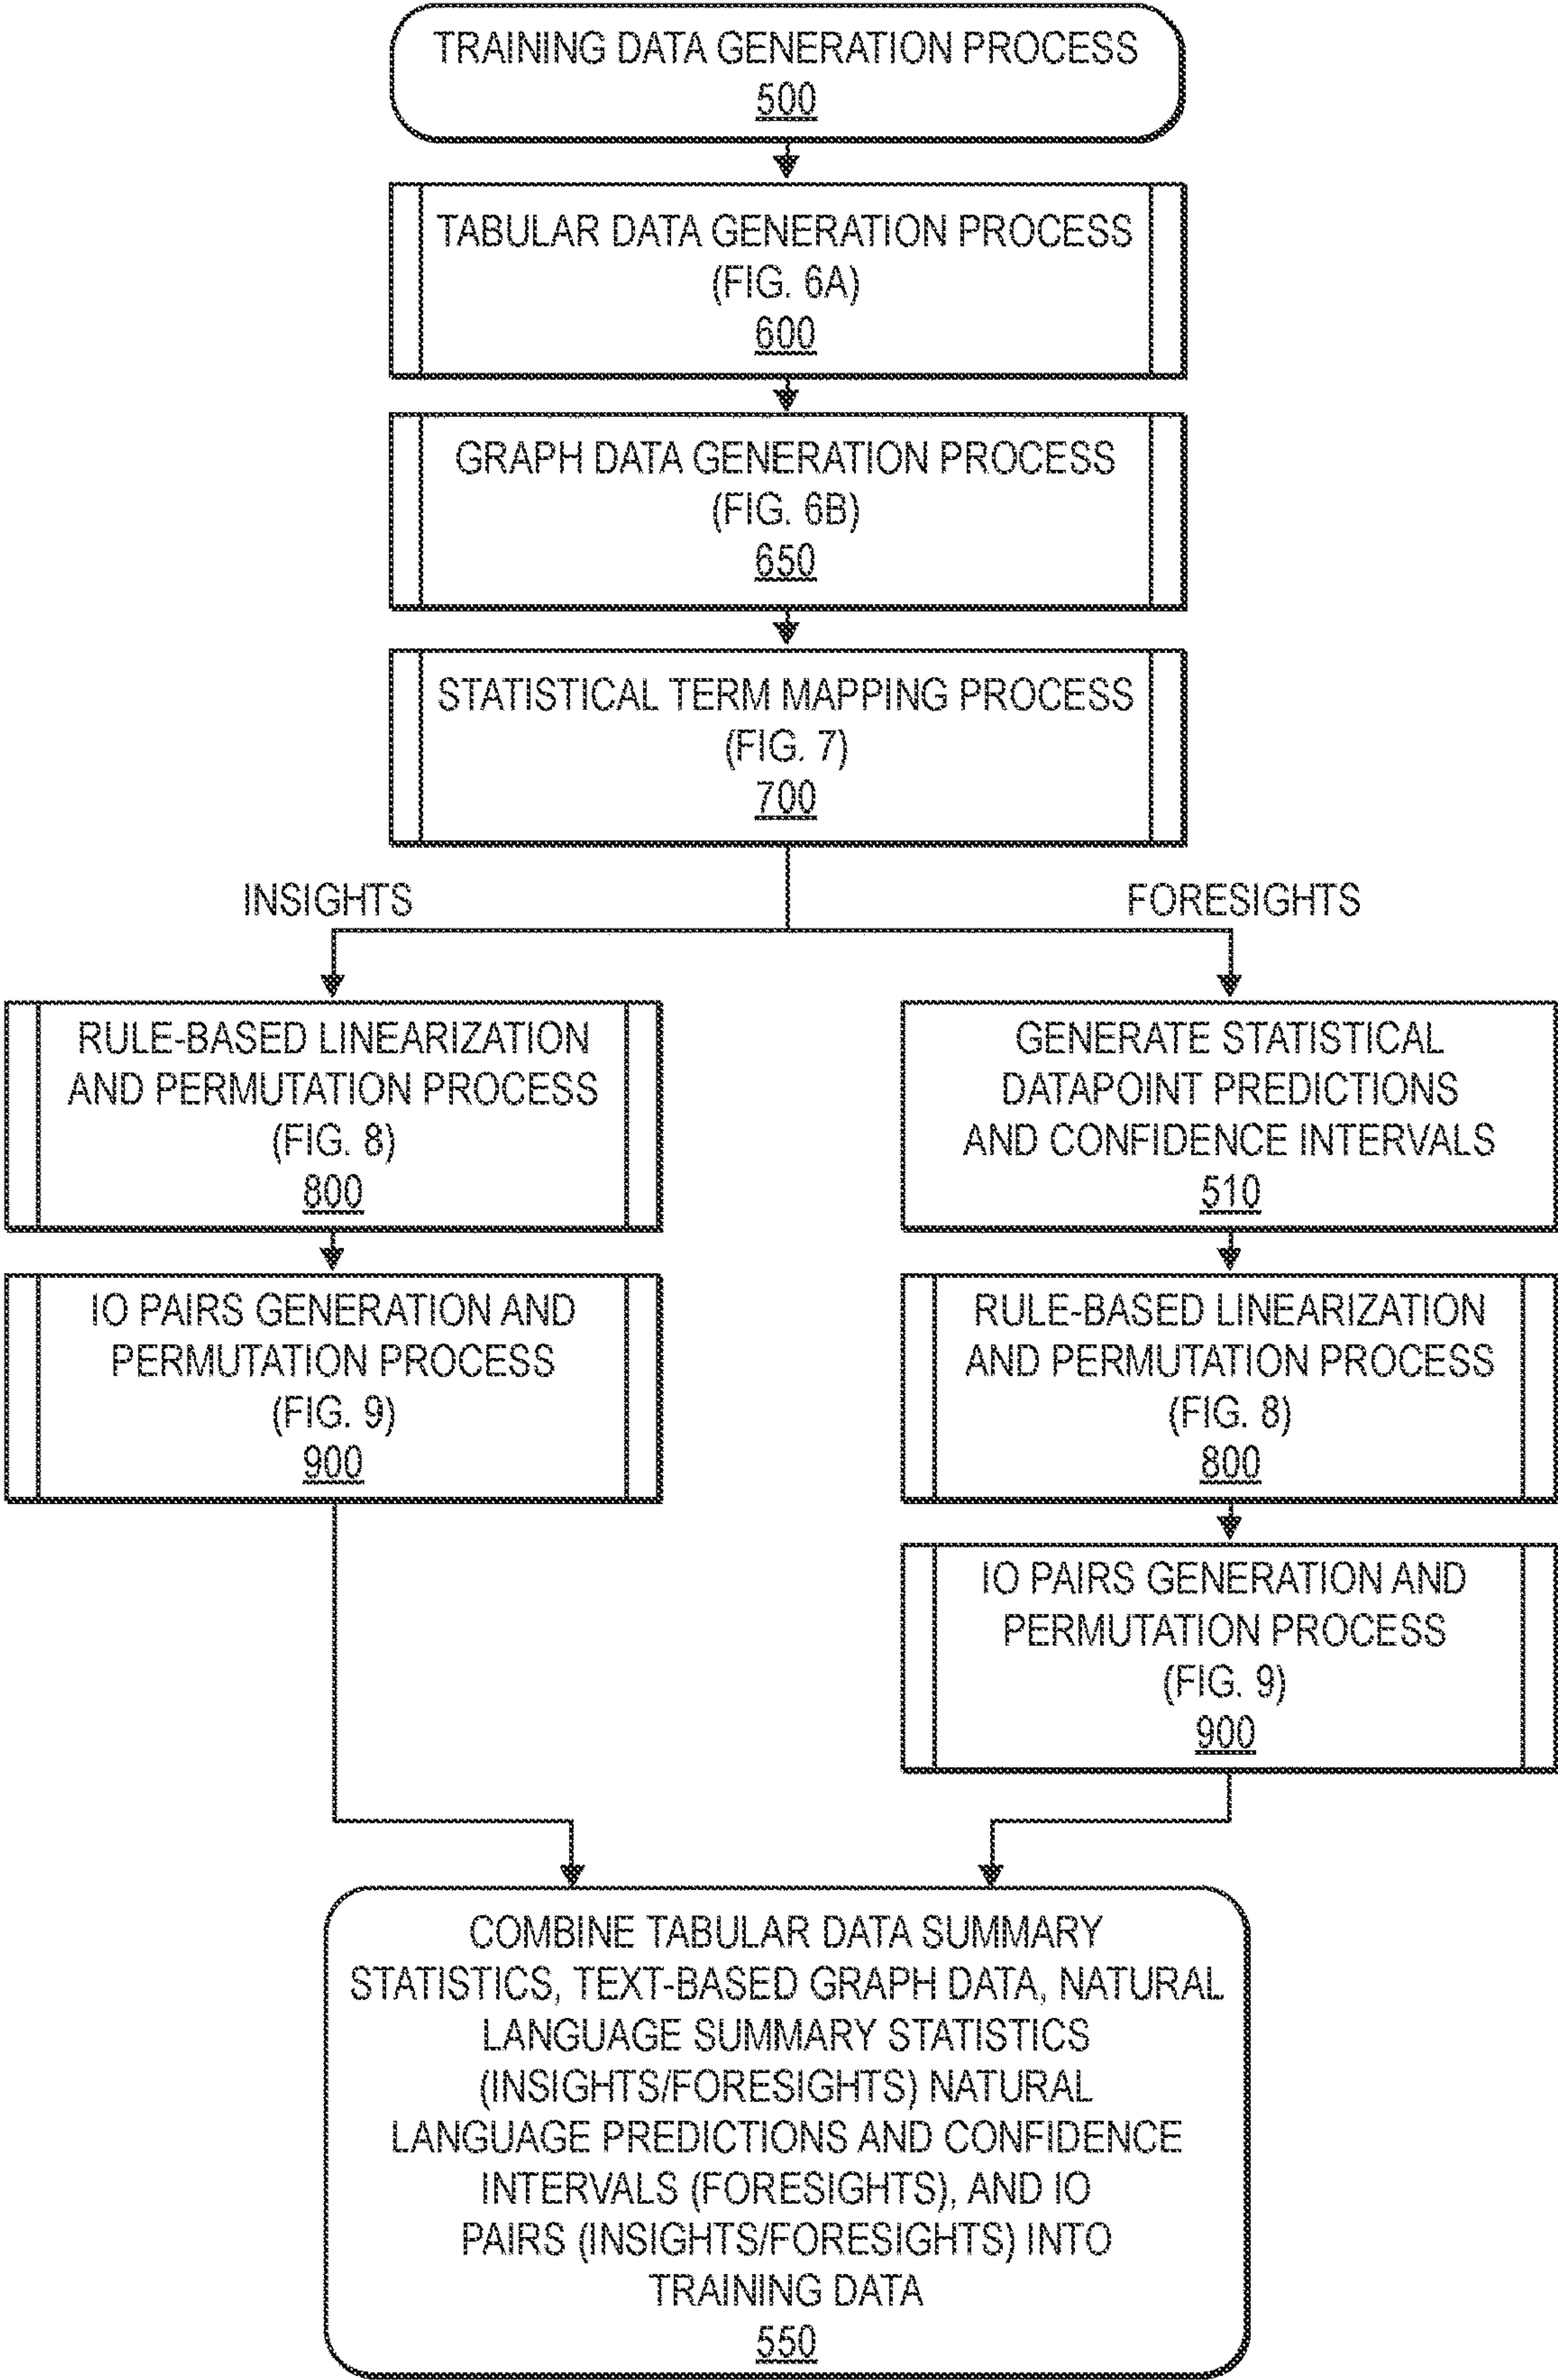 TRAINING DATA GENERATION PROCESS
500
TABULAR DATA GENERATION PROCESS
(FIG. 6A)
600
GRAPH DATA GENERATION PROCESS
(FIG. 6B)
650
STATISTICAL TERM MAPPING PROCESS
(FIG. 7)
700
INSIGHTS
FORESIGHTS
RULE-BASED LINEARIZATION
AND PERMUTATION PROCESS
(FIG. 8)
800
GENERATE STATISTICAL
DATAPOINT PREDICTIONS
AND CONFIDENCE INTERVALS
510
IO PAIRS GENERATION AND
PERMUTATION PROCESS
(FIG. 9)
900
RULE-BASED LINEARIZATION
AND PERMUTATION PROCESS
(FIG. 8)
800
IO PAIRS GENERATION AND
PERMUTATION PROCESS
(FIG. 9)
900
COMBINE TABULAR DATA SUMMARY
STATISTICS, TEXT-BASED GRAPH DATA, NATURAL
LANGUAGE SUMMARY STATISTICS
(INSIGHTS/FORESIGHTS) NATURAL
LANGUAGE PREDICTIONS AND CONFIDENCE
INTERVALS (FORESIGHTS), AND IO
PAIRS (INSIGHTS/FORESIGHTS) INTO
TRAINING DATA
550